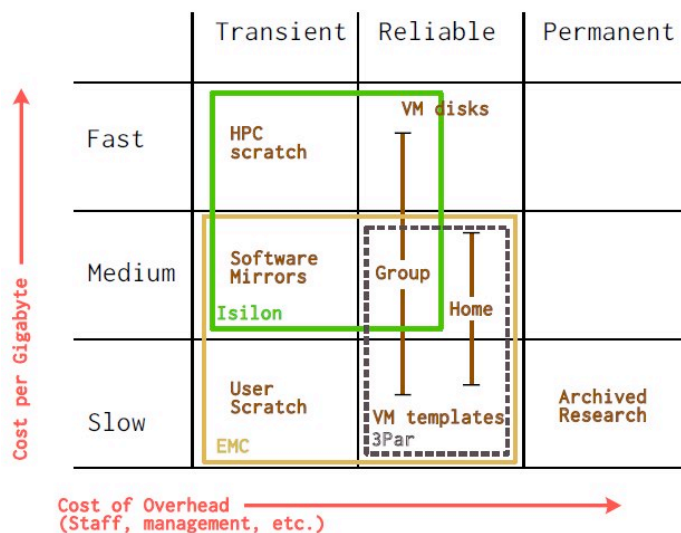 Transient Reliable Permanent
Fast
HPC
scratch
VM disks
Medium
Software
Mirrors
Group
Home
Isilon
Slow
User
Scratch
VM templates
Archived
Research
EMC
3Par
Cost per Gigabyte
Cost of Overhead
(Staff, management, etc.)